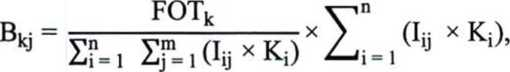 B_kj = FOT_k / (∑_{i = 1}^{n} ∑_{j = 1}^{m} (I_ij × K_i)) × ∑_{i = 1}^{n} (I_ij × K_i),